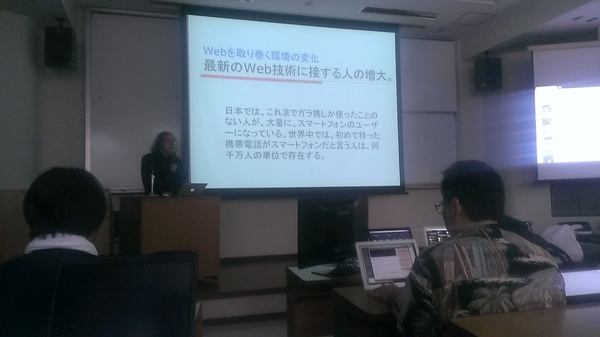 Webを取り巻く環境の変化
最新のWeb技術に接する人の増大。
日本では、これまでガラ携しか使ったことの
ない人が、大量に、スマートフォンのユーザ
ーになっている。世界中では、初めて持った
携帯電話がスマートフォンだと言う人は、何
千万人の単位で存在する。